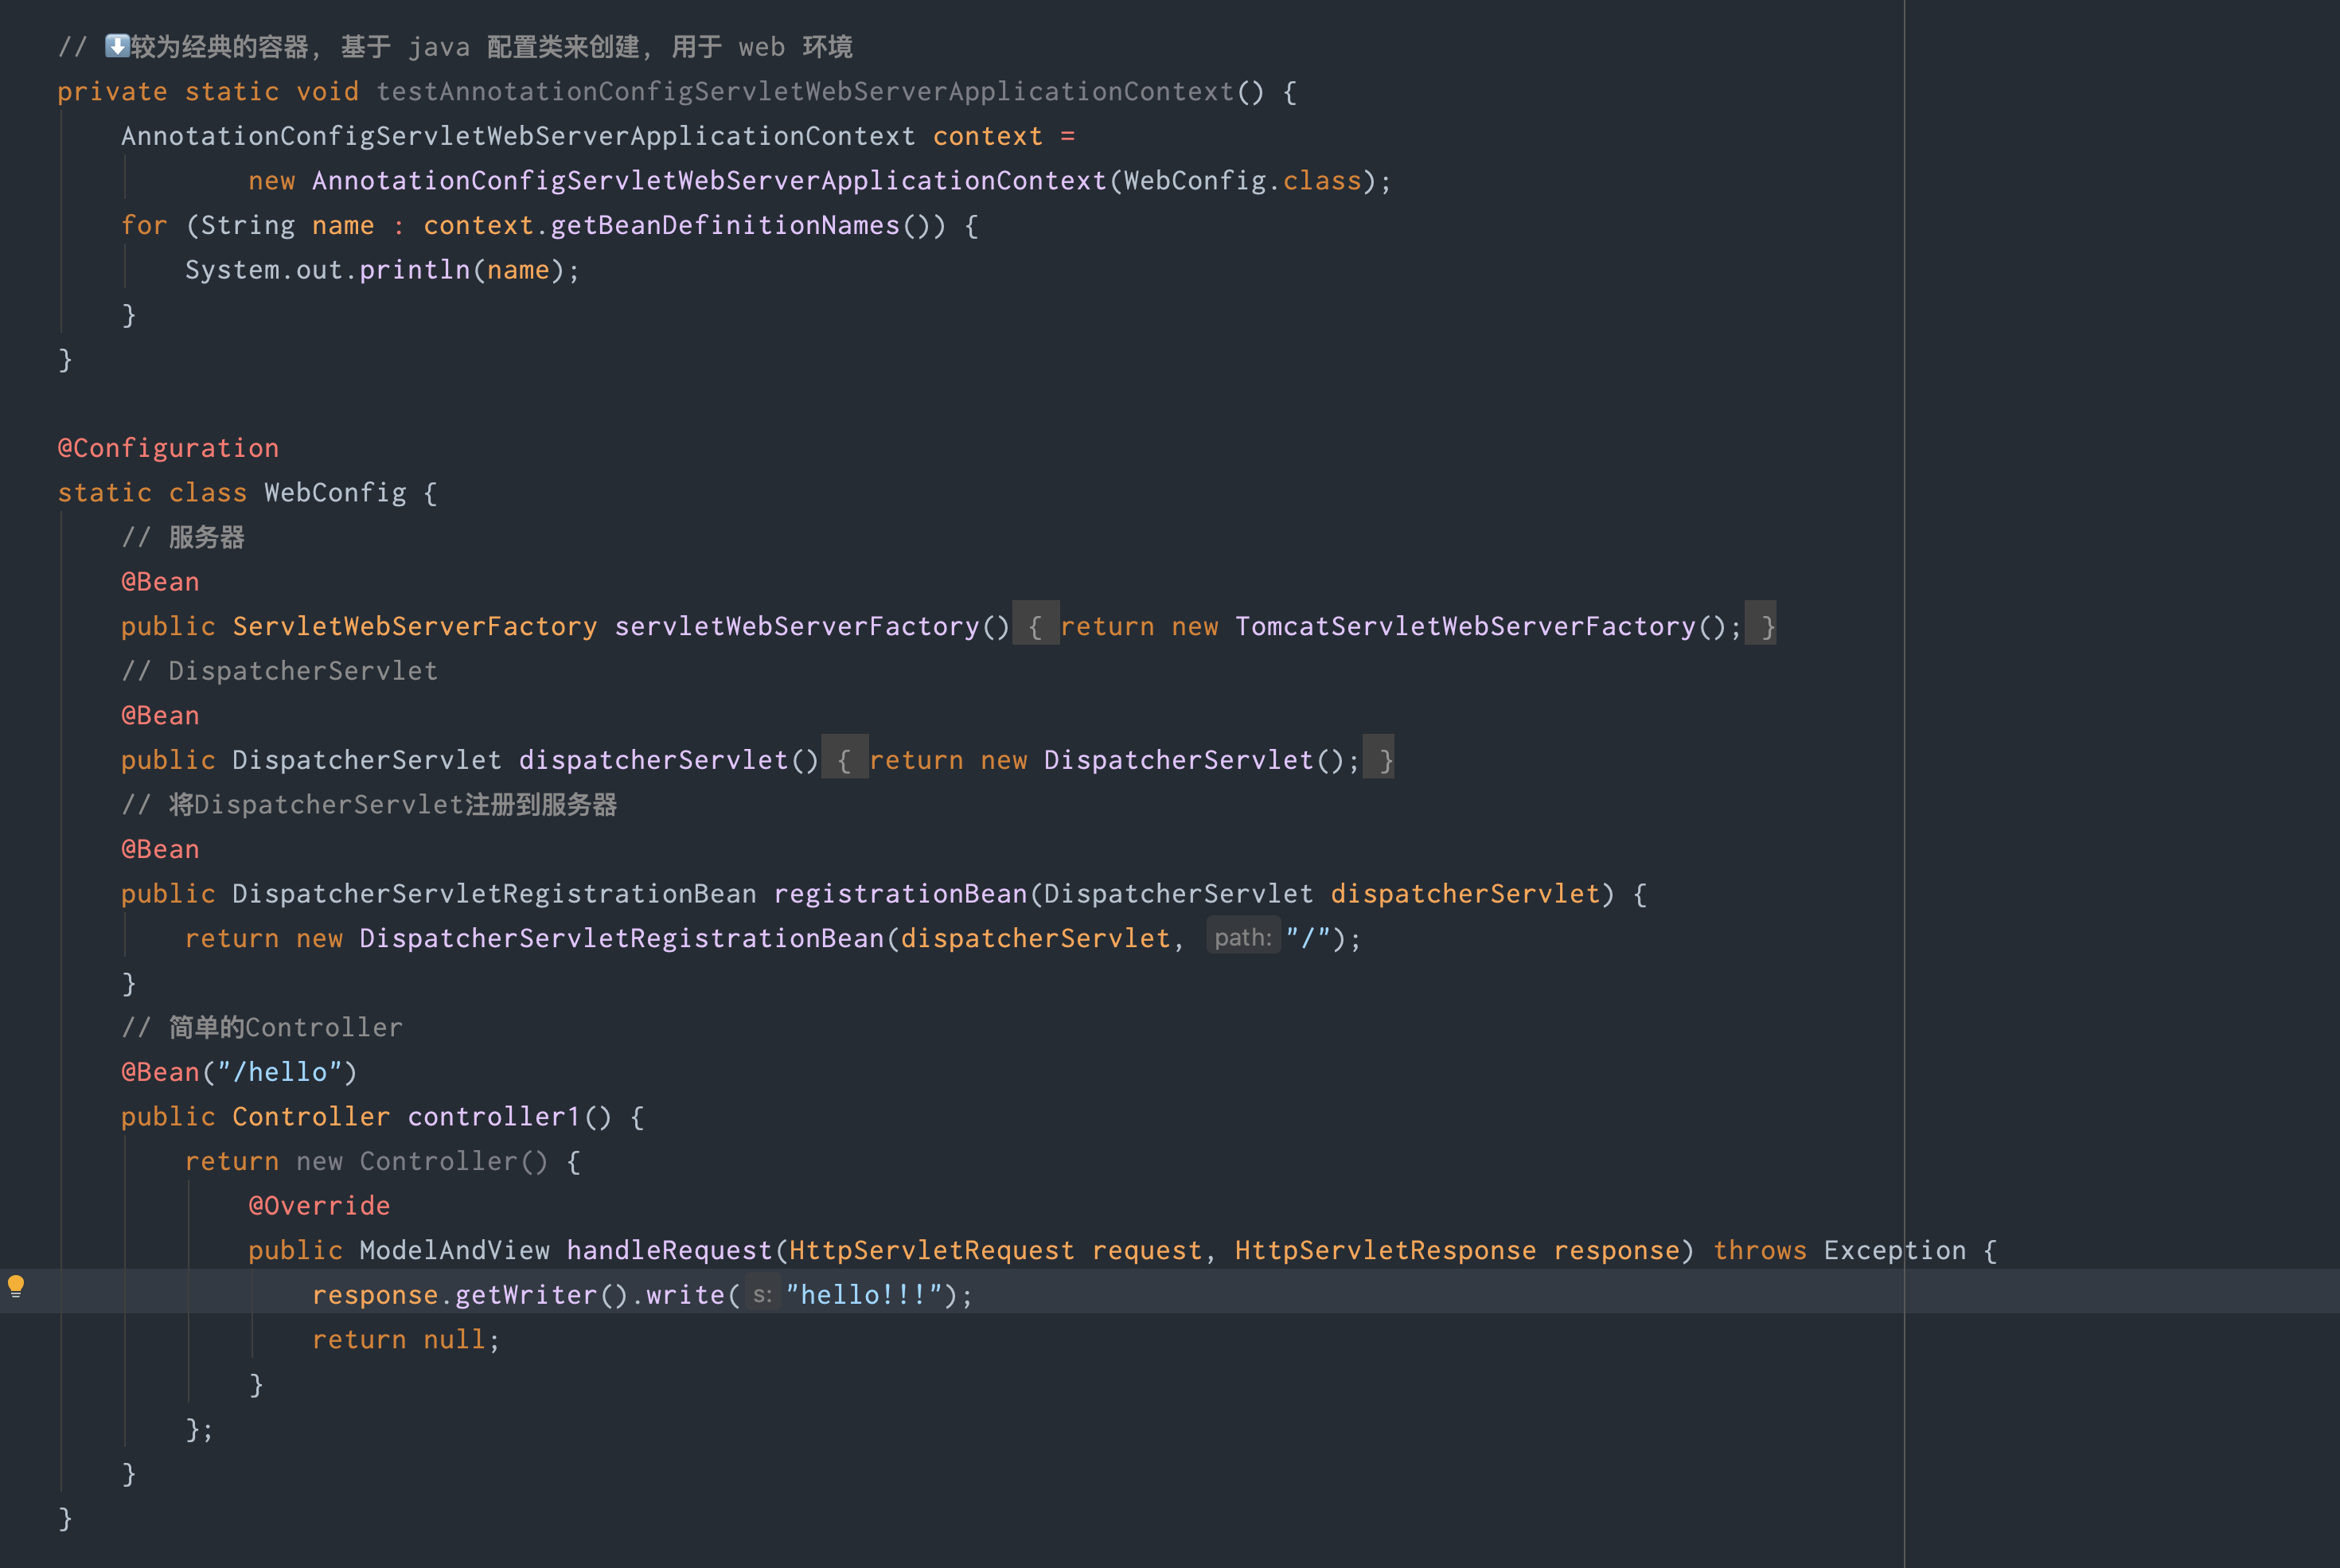 // ⬇️较为经典的容器, 基于 java 配置类来创建, 用于 web 环境
private static void testAnnotationConfigServletWebServerApplicationContext() {
    AnnotationConfigServletWebServerApplicationContext context =
            new AnnotationConfigServletWebServerApplicationContext(WebConfig.class);
    for (String name : context.getBeanDefinitionNames()) {
        System.out.println(name);
    }
}

@Configuration
static class WebConfig {
    // 服务器
    @Bean
    public ServletWebServerFactory servletWebServerFactory() { return new TomcatServletWebServerFactory(); }
    // DispatcherServlet
    @Bean
    public DispatcherServlet dispatcherServlet() { return new DispatcherServlet(); }
    // 将DispatcherServlet注册到服务器
    @Bean
    public DispatcherServletRegistrationBean registrationBean(DispatcherServlet dispatcherServlet) {
        return new DispatcherServletRegistrationBean(dispatcherServlet, path: "/");
    }
    // 简单的Controller
    @Bean("/hello")
    public Controller controller1() {
        return new Controller() {
            @Override
            public ModelAndView handleRequest(HttpServletRequest request, HttpServletResponse response) throws Exception {
                response.getWriter().write( s: "hello!!!");
                return null;
            }
        };
    }
}